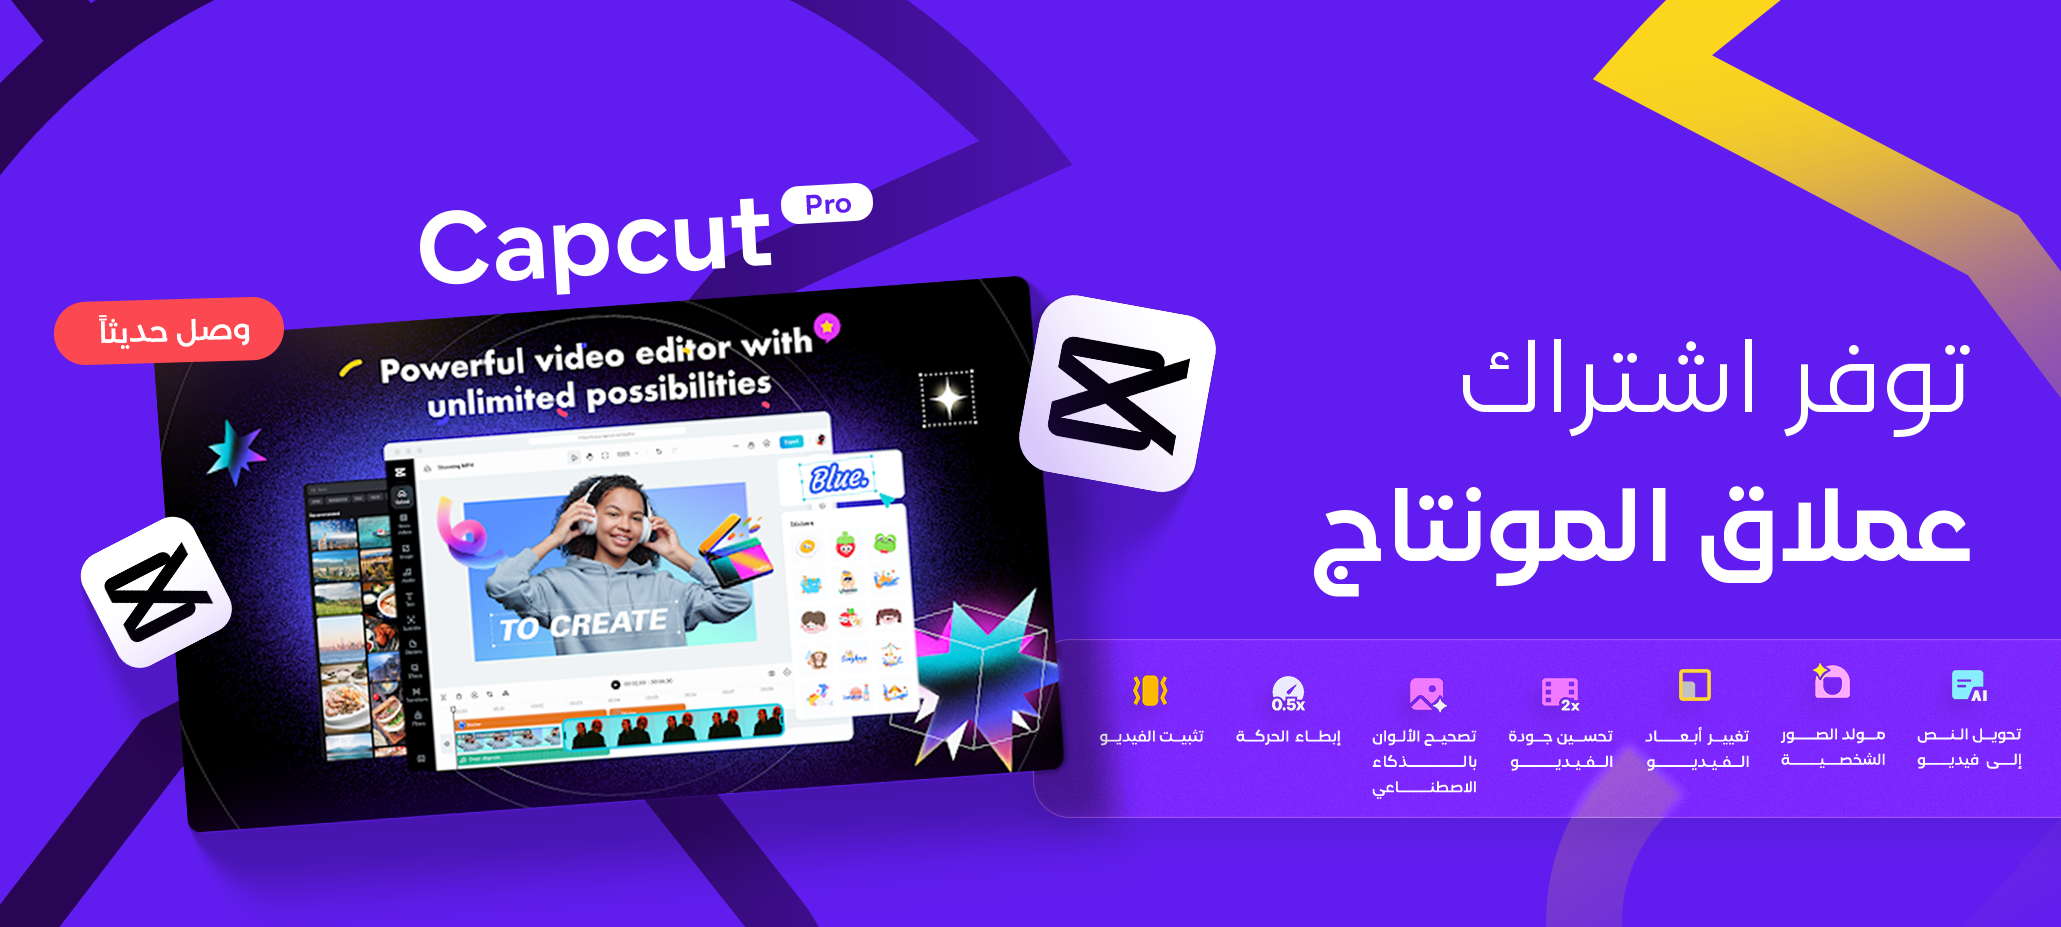 Capcut Pro
وصل حديثاً
Powerful video editor with
unlimited possibilities
Blue.
Stickers
TO CREATE
توفر اشتراك
عملاق المونتاج
AI
تحويل النص
إلى فيديو
مولد الصور
الشخصية
تغيير أبعاد
الفيديو
2x
تحسين جودة
الفيديو
تصحيح الألوان
بالذكاء
الاصطناعي
0.5x
إبطاء الحركة
تثبيت الفيديو